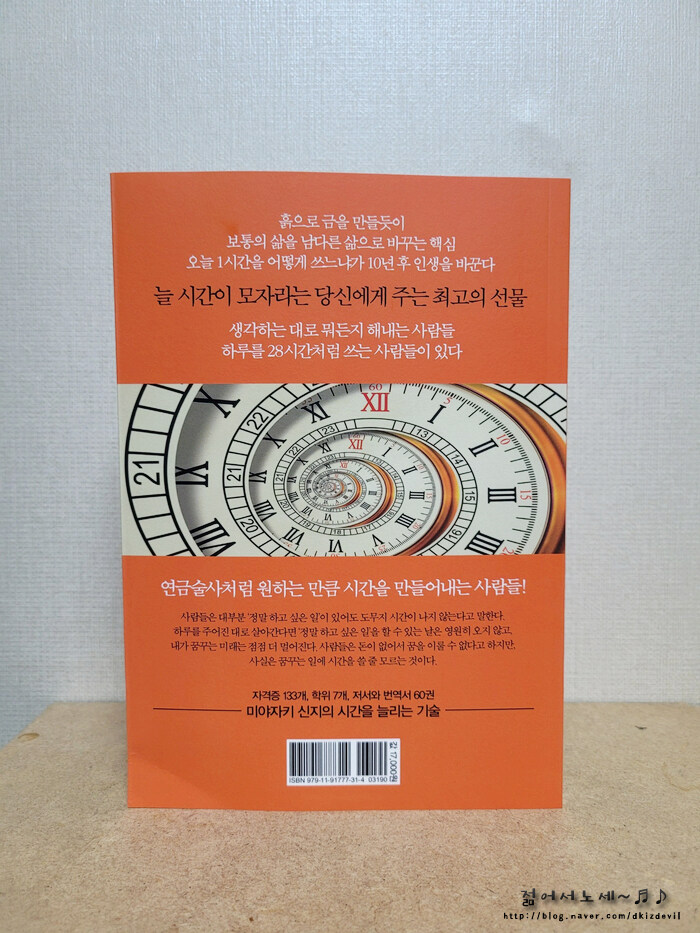 흙으로 금을 만들듯이
보통의 삶을 남다른 삶으로 바꾸는 핵심
오늘 1시간을 어떻게 쓰느냐가 10년 후 인생을 바꾼다
늘 시간이 모자라는 당신에게 주는 최고의 선물
생각하는 대로 뭐든지 해내는 사람들
하루를 28시간처럼 쓰는 사람들이 있다
연금술사처럼 원하는 만큼 시간을 만들어내는 사람들!
사람들은 대부분 '정말 하고 싶은 일'이 있어도 도무지 시간이 나지 않는다고 말한다.
하루를 주어진 대로 살아간다면 '정말 하고 싶은 일'을 할 수 있는 날은 영원히 오지 않고,
내가 꿈꾸는 미래는 점점 더 멀어진다. 사람들은 돈이 없어서 꿈을 이룰 수 없다고 하지만,
사실은 꿈꾸는 일에 시간을 쓸 줄 모르는 것이다.
자격증 133개, 학위 7개, 저서와 번역서 60권
미야자키 신지의 시간을 늘리는 기술
ISBN 979-11-91777-31-4 03190
값 17,000원
젊어서노세~♬♪
http://blog.naver.com/dkizdevil